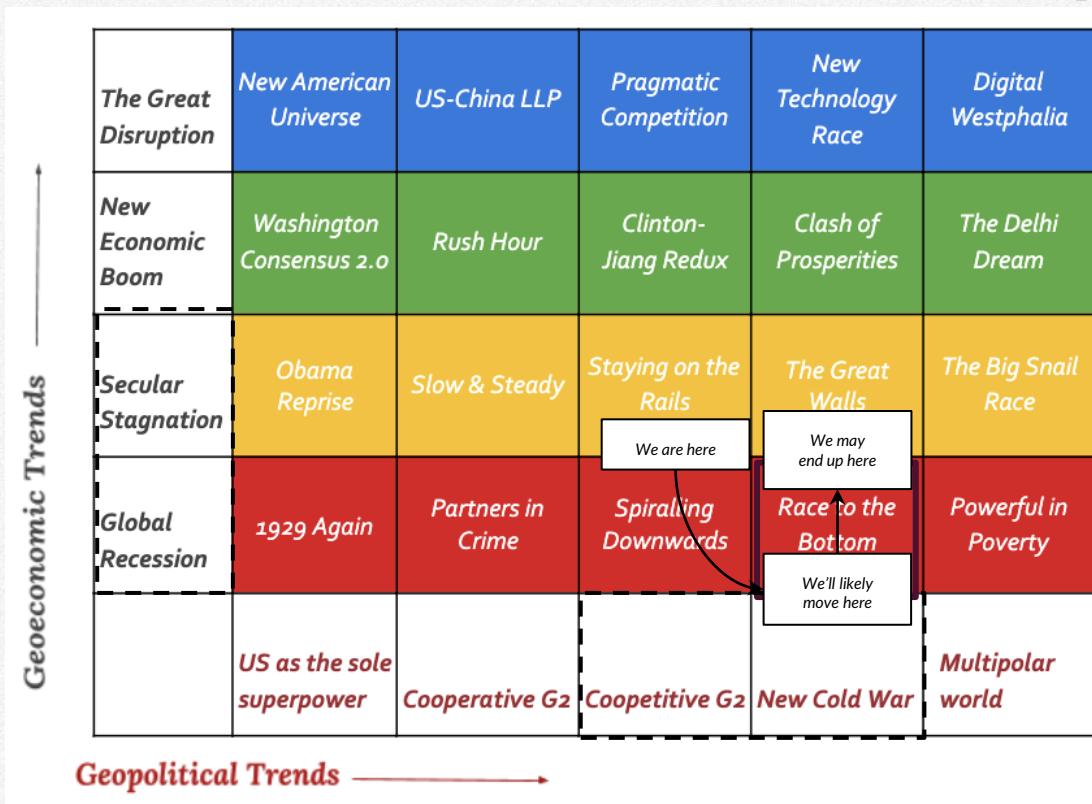 The Great
Disruption
New American
Universe
US-China LLP
Pragmatic
Competition
New
Technology
Race
Digital
Westphalia
New
Economic
Boom
Washington
Consensus 2.0
Rush Hour
Clinton-
Jiang Redux
Clash of
Prosperities
The Delhi
Dream
Secular
Stagnation
Obama
Reprise
Slow & Steady
Staying on the
Rails
The Great
Walls
The Big Snail
Race
We are here
We may
end up here
Global
Recession
1929 Again
Partners in
Crime
Spiralling
Downwards
Race to the
Bottom
Powerful in
Poverty
We'll likely
move here
US as the sole
superpower
Cooperative G2
Coopetitive G2
New Cold War
Multipolar
world
Geoeconomic Trends
Geopolitical Trends